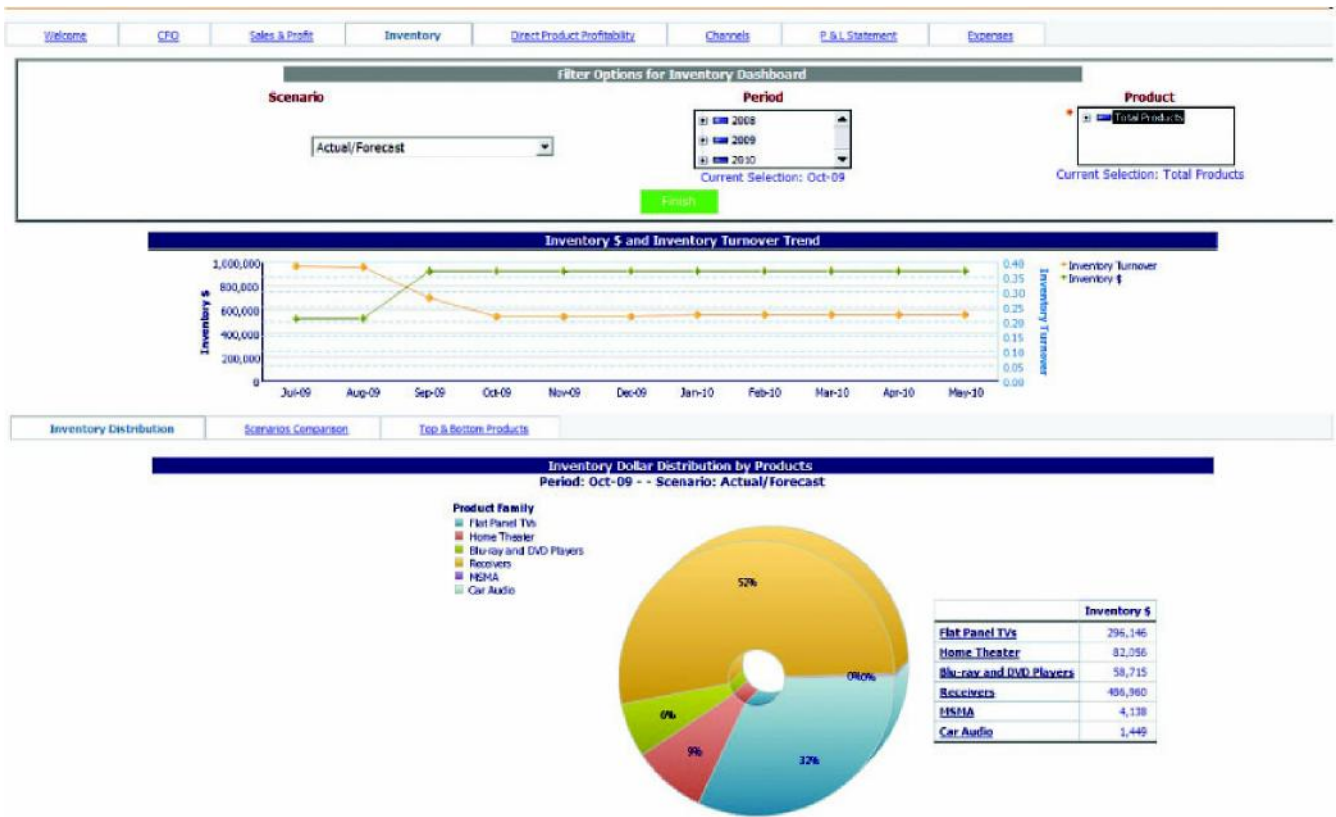 Welcome CFO Sales & Profit Inventory Direct Product Profitability Channels P & L Statement Expenses
Filter Options for Inventory Dashboard
Scenario Period Product
2008
Total Products
Actual/Forecast
2009
2010
Current Selection: Oct-09
Current Selection: Total Products
Finish
Inventory $ and Inventory Turnover Trend
Inventory $
1,000,000
800,000
600,000
400,000
200,000
0
0.40
0.35
0.30
0.25
0.20
0.15
0.10
0.05
0.00
Inventory Turnover
Inventory Turnover
Inventory $
Jul-09 Aug-09 Sep-09 Oct-09 Nov-09 Dec-09 Jan-10 Feb-10 Mar-10 Apr-10 May-10
Inventory Distribution Scenarios Comparison Top & Bottom Products
Inventory Dollar Distribution by Products
Period: Oct-09 - - Scenario: Actual/Forecast
Product Family
Flat Panel TVs
Home Theater
Blu-ray and DVD Players
Receivers
MSMA
Car Audio
52%
0%0%
6%
9%
32%
Inventory $
Flat Panel TVs 296,146
Home Theater 82,056
Blu-ray and DVD Players 58,715
Receivers 486,960
MSMA 4,138
Car Audio 1,449